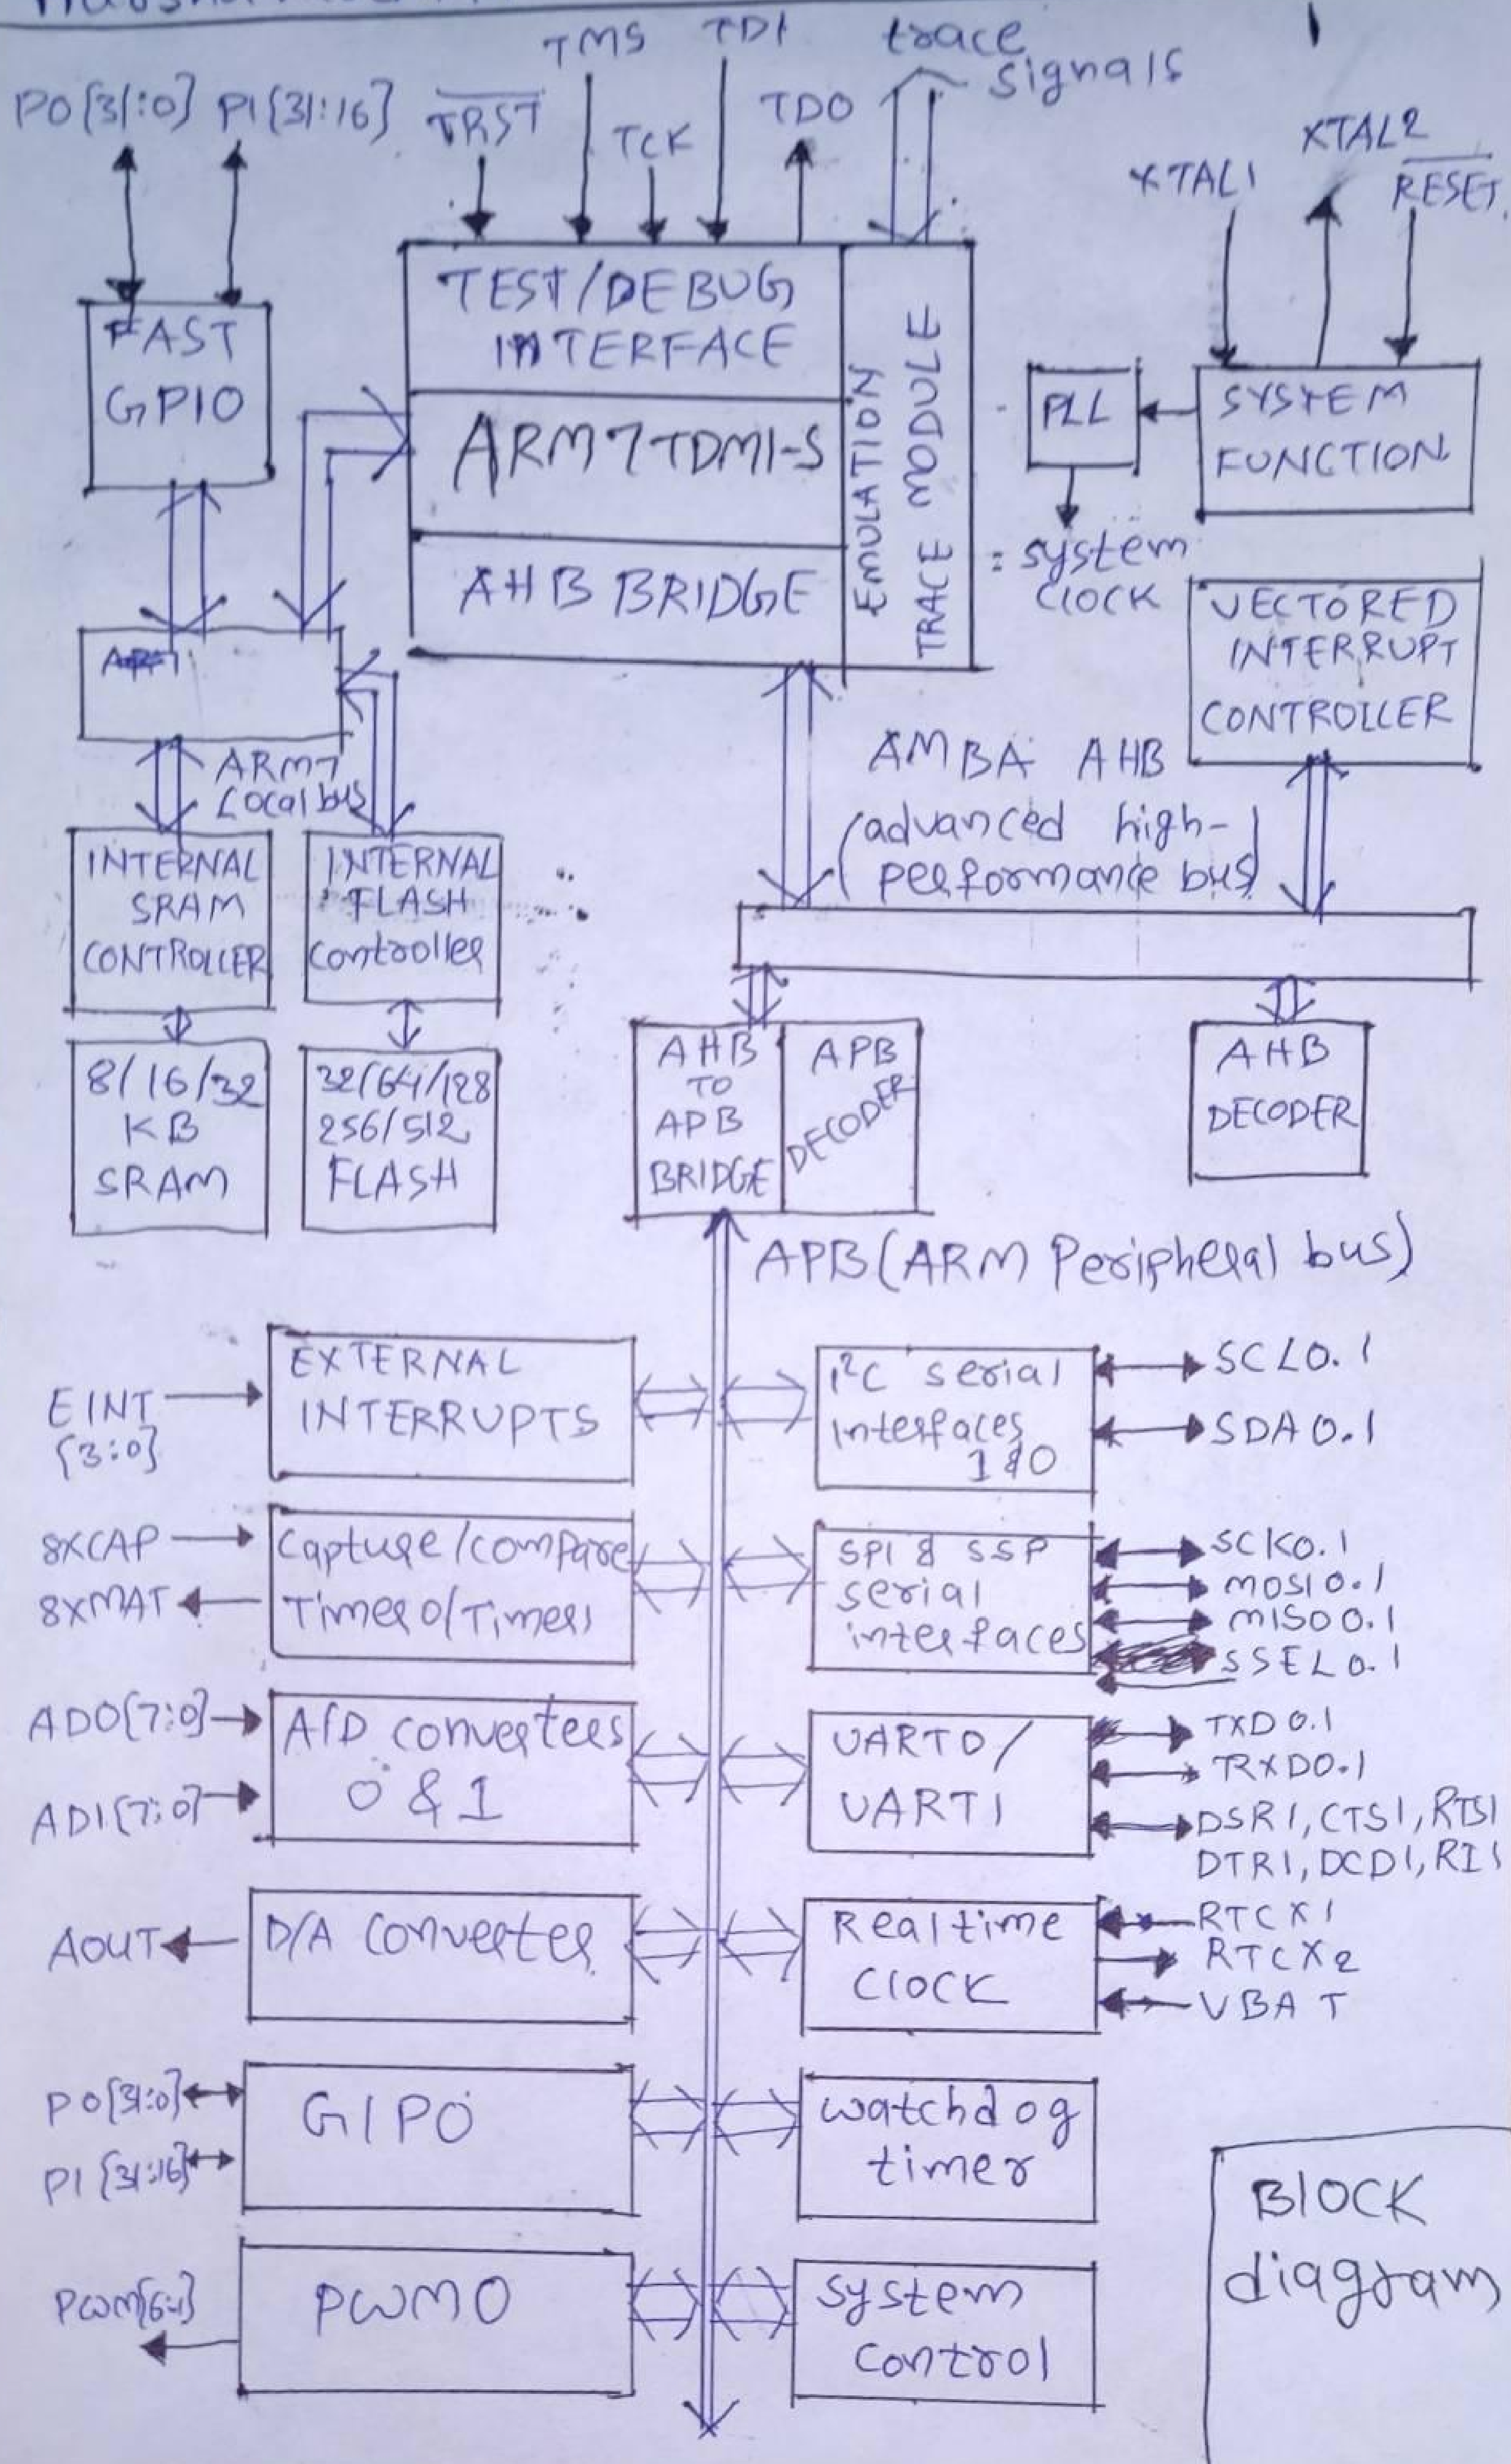 TMS TDI trace
signals
P0[31:0] P1[31:16] TRST TCK TDO
XTAL1 XTAL2 RESET
FAST
GPIO
TEST/DEBUG
INTERFACE
ARM7TDMI-S
AHB BRIDGE
EMULATION
TRACE MODULE
PLL
SYSTEM
FUNCTION
system
clock
VECTORED
INTERRUPT
CONTROLLER
ARM7
Local bus
AMBA AHB
(advanced high-
performance bus)
INTERNAL
SRAM
CONTROLLER
INTERNAL
FLASH
controller
8/16/32
KB
SRAM
32/64/128
256/512
FLASH
AHB
TO
APB
BRIDGE
APB
DECODER
AHB
DECODER
APB (ARM Peripheral bus)
EINT
[3:0]
EXTERNAL
INTERRUPTS
I²C serial
interfaces
1&0
SCL0.1
SDA0.1
8XCAP
8XMAT
Capture/compare
Timer0/Timer1
SPI & SSP
serial
interfaces
SCK0.1
MOSI0.1
MISO0.1
SSEL0.1
AD0[7:0]
AD1[7:0]
A/D converters
0 & 1
UART0/
UART1
TXD0.1
RXD0.1
DSR1,CTS1,RTS1
DTR1,DCD1,RI1
AOUT
D/A converter
Realtime
Clock
RTCX1
RTCX2
VBAT
P0[31:0]
P1[31:16]
GIPO
watchdog
timer
PWM[6:1]
PWM0
system
control
BLOCK
diagram